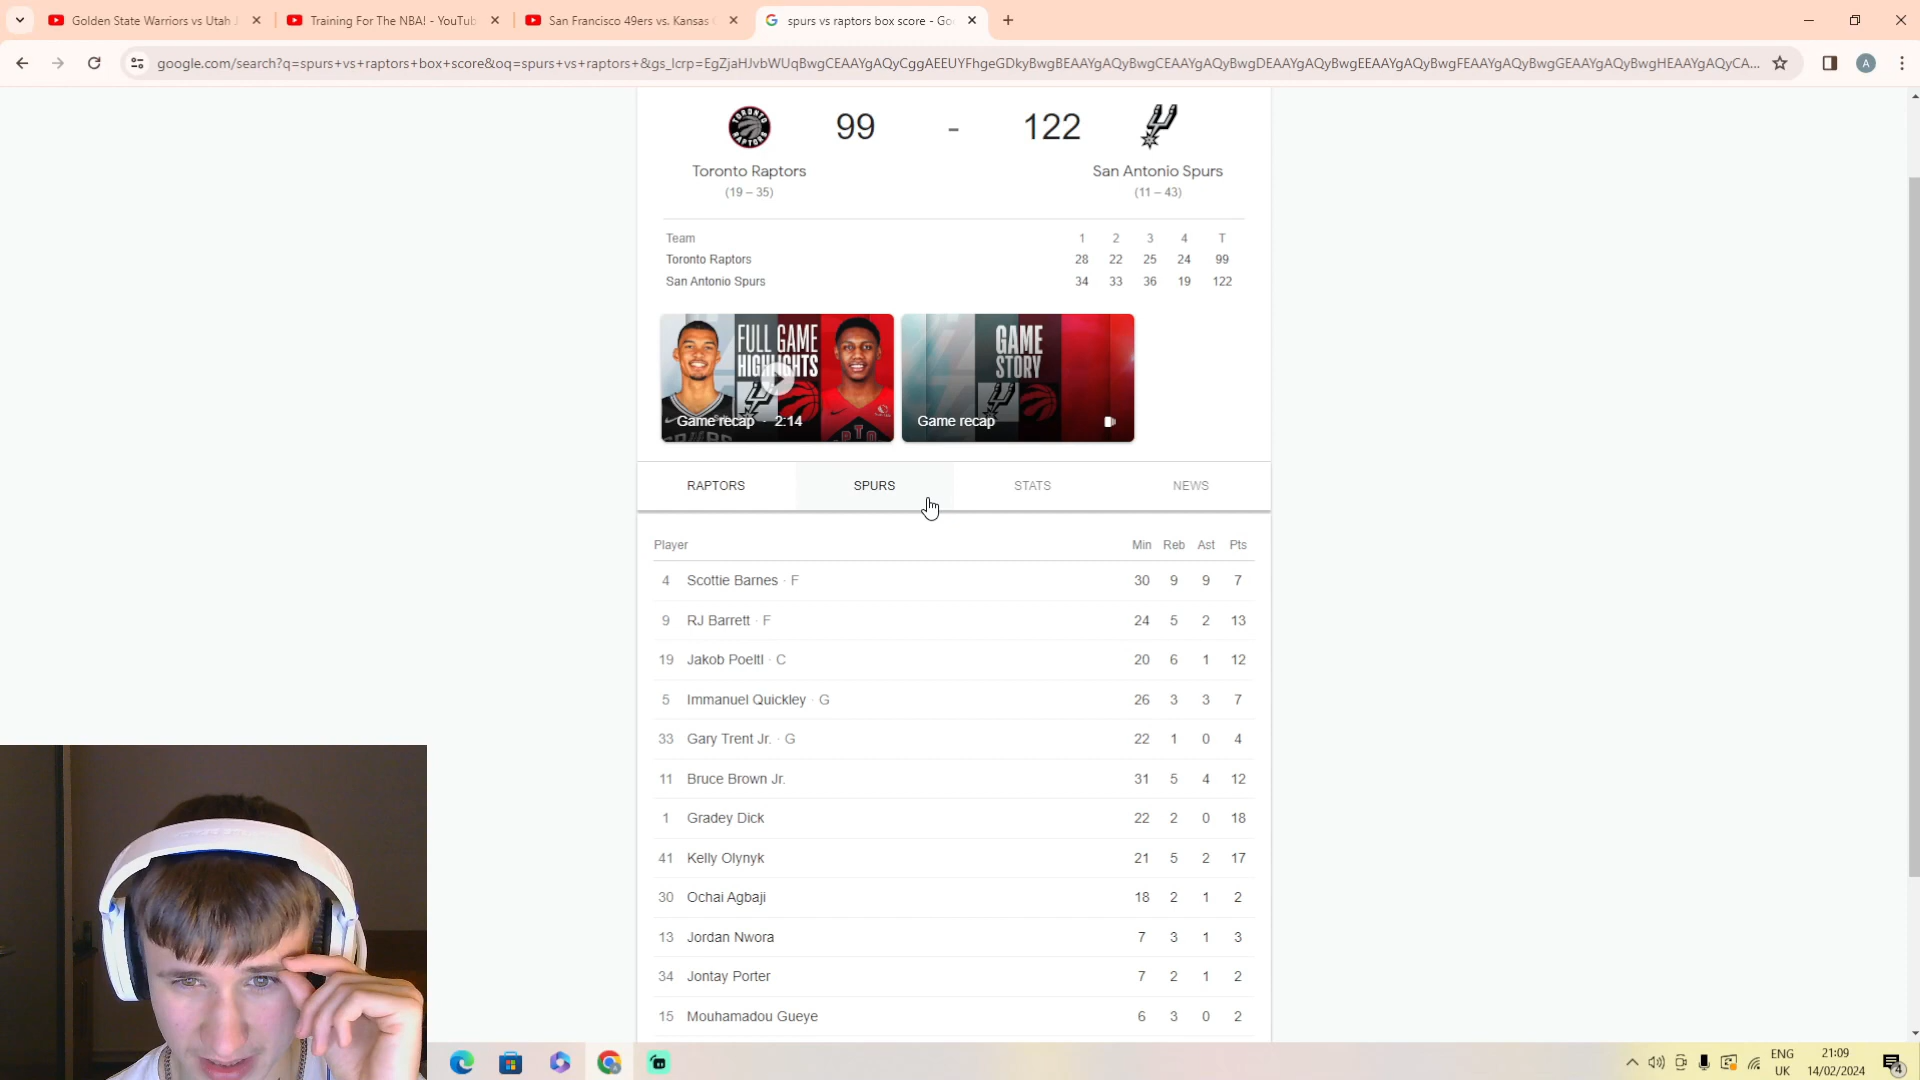 Golden State Warriors vs Utah J
Training For The NBA! - YouTub
San Francisco 49ers vs. Kansas C
spurs vs raptors box score - Go
google.com/search?q=spurs+vs+raptors+box+score&oq=spurs+vs+raptors+&gs_lcrp=EgZjaHJvbWUqBwgCEAAYgAQyCggAEEUYFhgeGDkyBwgBEAAYgAQyBwgCEAAYgAQyBwgDEAAYgAQyBwgEEAAYgAQyBwgFEAAYgAQyBwgGEAAYgAQyBwgHEAAYgAQyCA...
A
TORONTO RAPTORS
99 - 122
Toronto Raptors San Antonio Spurs
(19 – 35) (11 – 43)
Team 1 2 3 4 T
Toronto Raptors 28 22 25 24 99
San Antonio Spurs 34 33 36 19 122
FULL GAME HIGHLIGHTS
Game recap · 2:14
GAME STORY
Game recap
RAPTORS SPURS STATS NEWS
Player Min Reb Ast Pts
4 Scottie Barnes · F 30 9 9 7
9 RJ Barrett · F 24 5 2 13
19 Jakob Poeltl · C 20 6 1 12
5 Immanuel Quickley · G 26 3 3 7
33 Gary Trent Jr. · G 22 1 0 4
11 Bruce Brown Jr. 31 5 4 12
1 Gradey Dick 22 2 0 18
41 Kelly Olynyk 21 5 2 17
30 Ochai Agbaji 18 2 1 2
13 Jordan Nwora 7 3 1 3
34 Jontay Porter 7 2 1 2
15 Mouhamadou Gueye 6 3 0 2
ENG
UK
21:09
14/02/2024
4